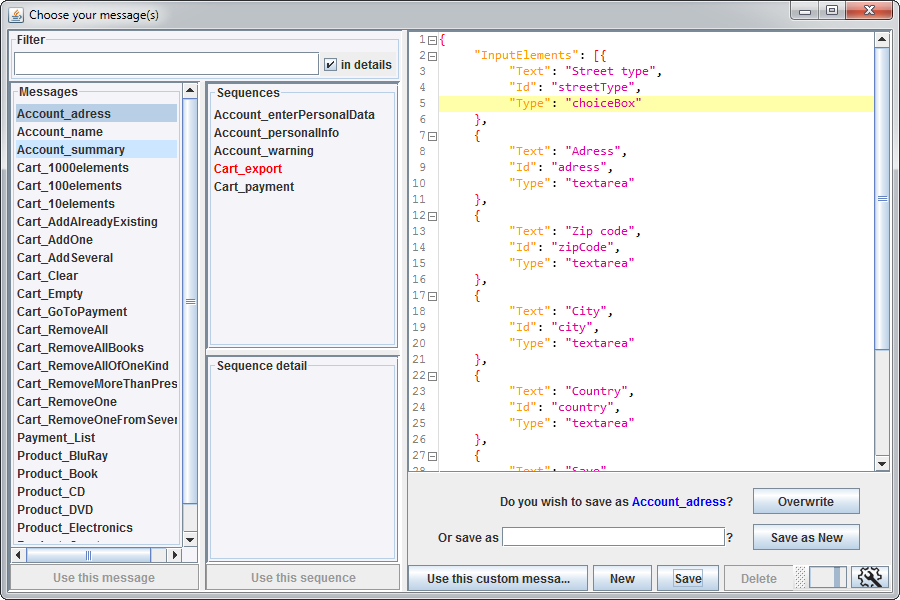 Choose your message(s)
Filter
in details
Messages
Account_adress
Account_name
Account_summary
Cart_1000elements
Cart_100elements
Cart_10elements
Cart_AddAlreadyExisting
Cart_AddOne
Cart_AddSeveral
Cart_Clear
Cart_Empty
Cart_GoToPayment
Cart_RemoveAll
Cart_RemoveAllBooks
Cart_RemoveAllOfOneKind
Cart_RemoveMoreThanPres
Cart_RemoveOne
Cart_RemoveOneFromSever
Payment_List
Product_BluRay
Product_Book
Product_CD
Product_DVD
Product_Electronics
Use this message
Sequences
Account_enterPersonalData
Account_personalInfo
Account_warning
Cart_export
Cart_payment
Sequence detail
Use this sequence
1 {
2 "InputElements": [{
3 "Text": "Street type",
4 "Id": "streetType",
5 "Type": "choiceBox"
6 },
7 {
8 "Text": "Adress",
9 "Id": "adress",
10 "Type": "textarea"
11 },
12 {
13 "Text": "Zip code",
14 "Id": "zipCode",
15 "Type": "textarea"
16 },
17 {
18 "Text": "City",
19 "Id": "city",
20 "Type": "textarea"
21 },
22 {
23 "Text": "Country",
24 "Id": "country",
25 "Type": "textarea"
26 },
27 {
28 "Text": "Save"
Do you wish to save as Account_adress?
Overwrite
Or save as ?
Save as New
Use this custom messa...
New
Save
Delete